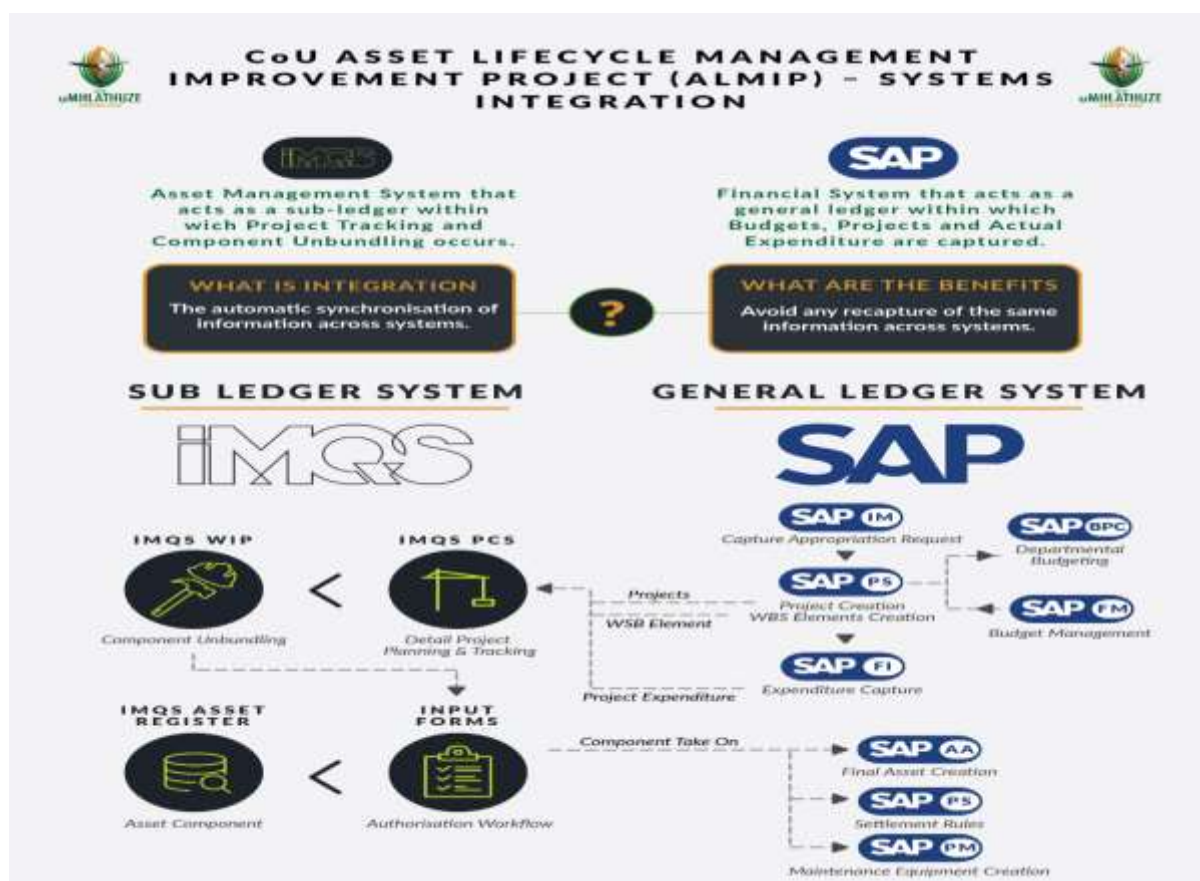 CoU ASSET LIFECYCLE MANAGEMENT
IMPROVEMENT PROJECT (ALMIP) – SYSTEMS
INTEGRATION
uMHLATHUZE
uMHLATHUZE
iMQS
Asset Management System that
acts as a sub-ledger within
wich Project Tracking and
Component Unbundling occurs.
SAP
Financial System that acts as a
general ledger within which
Budgets, Projects and Actual
Expenditure are captured.
WHAT IS INTEGRATION
The automatic synchronisation of
information across systems.
?
WHAT ARE THE BENEFITS
Avoid any recapture of the same
information across systems.
SUB LEDGER SYSTEM
iMQS
GENERAL LEDGER SYSTEM
SAP
IMQS WIP
Component Unbundling
<
IMQS PCS
Detail Project
Planning & Tracking
Projects
WSB Element
Project Expenditure
SAP IM
Capture Appropriation Request
SAP PS
Project Creation
WBS Elements Creation
SAP FI
Expenditure Capture
SAP BPC
Departmental
Budgeting
SAP FM
Budget Management
IMQS ASSET
REGISTER
Asset Component
<
INPUT
FORMS
Authorisation Workflow
Component Take On
SAP AA
Final Asset Creation
SAP PS
Settlement Rules
SAP PM
Maintenance Equipment Creation